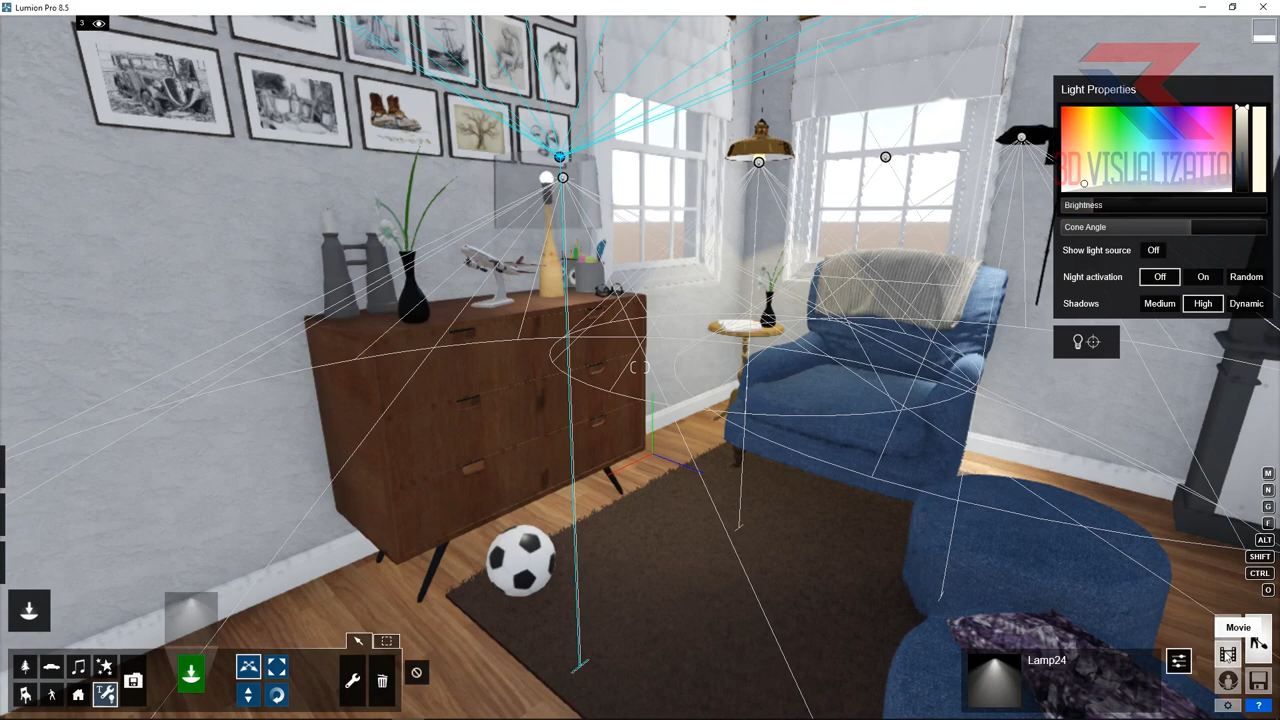 Lumion Pro 8.5
3
Light Properties
3D VISUALIZATION
Brightness
Cone Angle
Show light source Off
Night activation Off On Random
Shadows Medium High Dynamic
M
N
G
F
ALT
SHIFT
CTRL
O
Movie
Lamp24
?